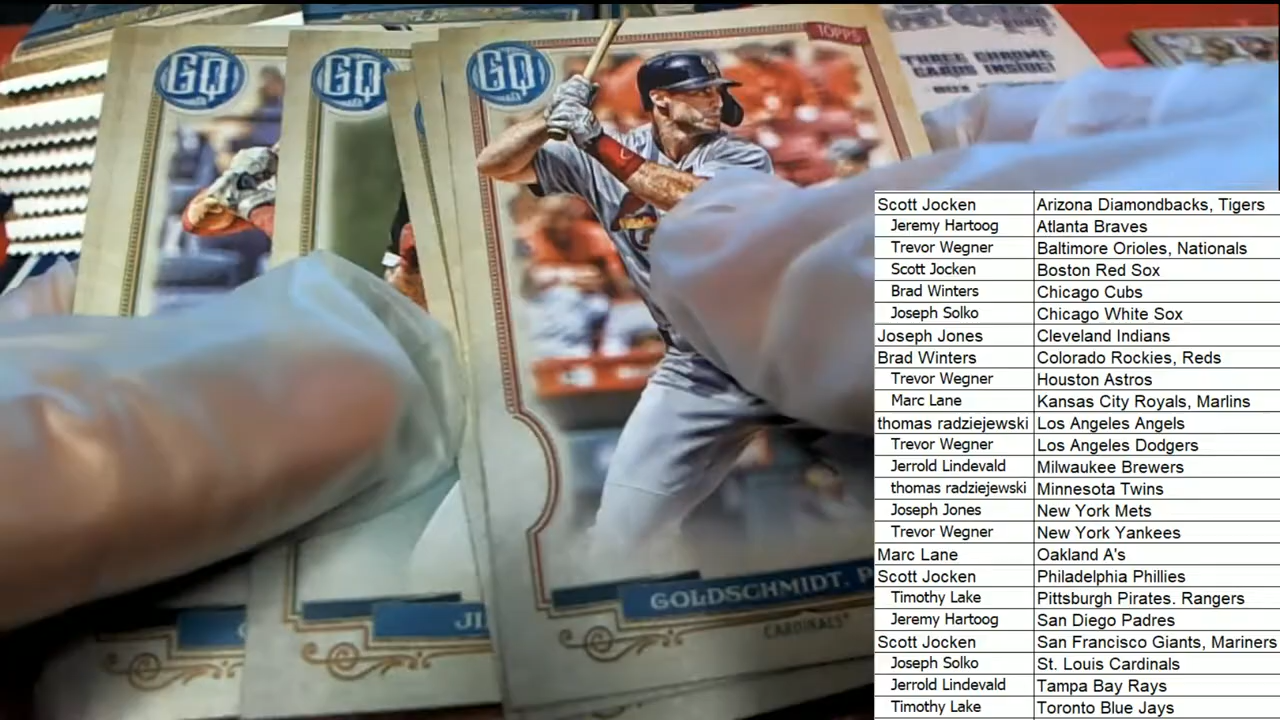 GQ
GQ
GQ
TOPPS
THREE CHROME
CARDS INSIDE!
GOLDSCHMIDT, P
CARDINALS
JI
Scott Jocken Arizona Diamondbacks, Tigers
Jeremy Hartoog Atlanta Braves
Trevor Wegner Baltimore Orioles, Nationals
Scott Jocken Boston Red Sox
Brad Winters Chicago Cubs
Joseph Solko Chicago White Sox
Joseph Jones Cleveland Indians
Brad Winters Colorado Rockies, Reds
Trevor Wegner Houston Astros
Marc Lane Kansas City Royals, Marlins
thomas radziejewski Los Angeles Angels
Trevor Wegner Los Angeles Dodgers
Jerrold Lindevald Milwaukee Brewers
thomas radziejewski Minnesota Twins
Joseph Jones New York Mets
Trevor Wegner New York Yankees
Marc Lane Oakland A's
Scott Jocken Philadelphia Phillies
Timothy Lake Pittsburgh Pirates. Rangers
Jeremy Hartoog San Diego Padres
Scott Jocken San Francisco Giants, Mariners
Joseph Solko St. Louis Cardinals
Jerrold Lindevald Tampa Bay Rays
Timothy Lake Toronto Blue Jays